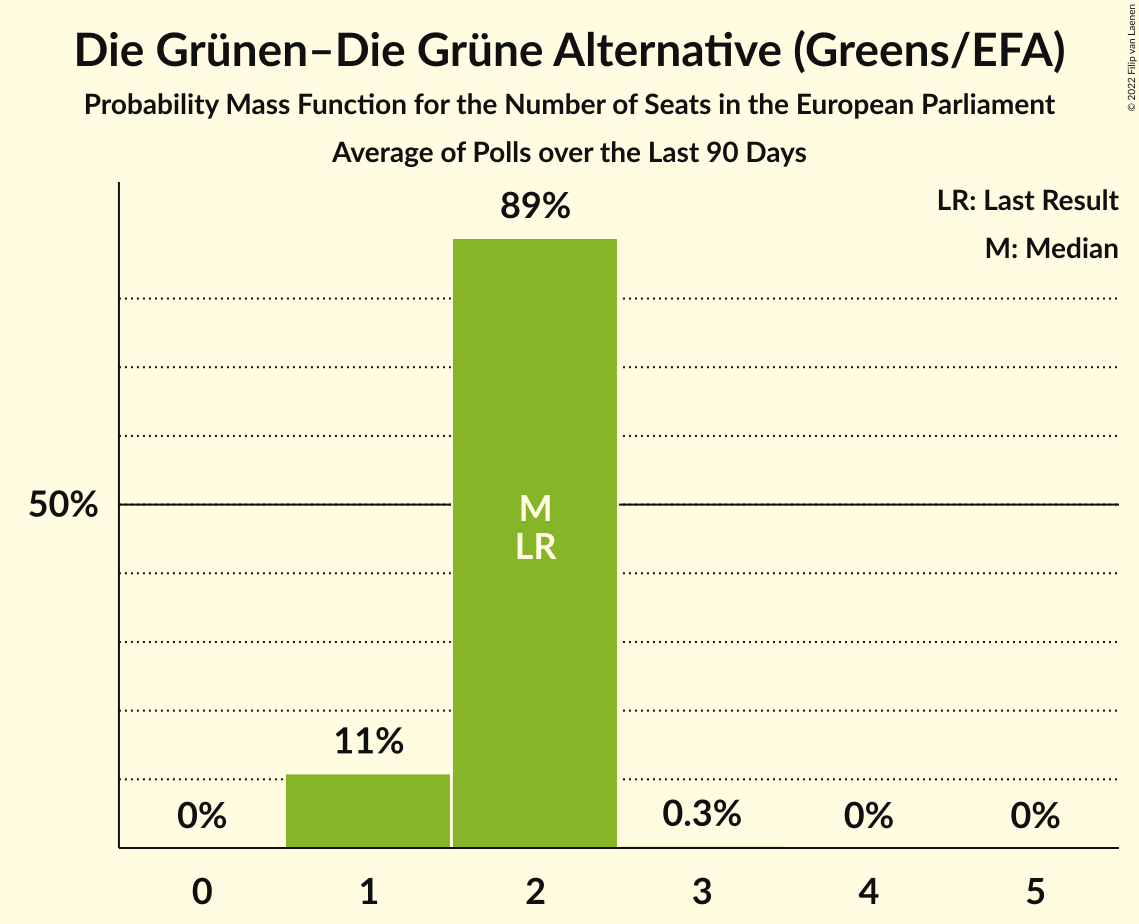 Die Grünen–Die Grüne Alternative (Greens/EFA)
Probability Mass Function for the Number of Seats in the European Parliament
Average of Polls over the Last 90 Days
© 2022 Filip van Laenen
LR: Last Result
M: Median
89%
50%
M
LR
11%
0%
0.3%
0%
0%
0 1 2 3 4 5